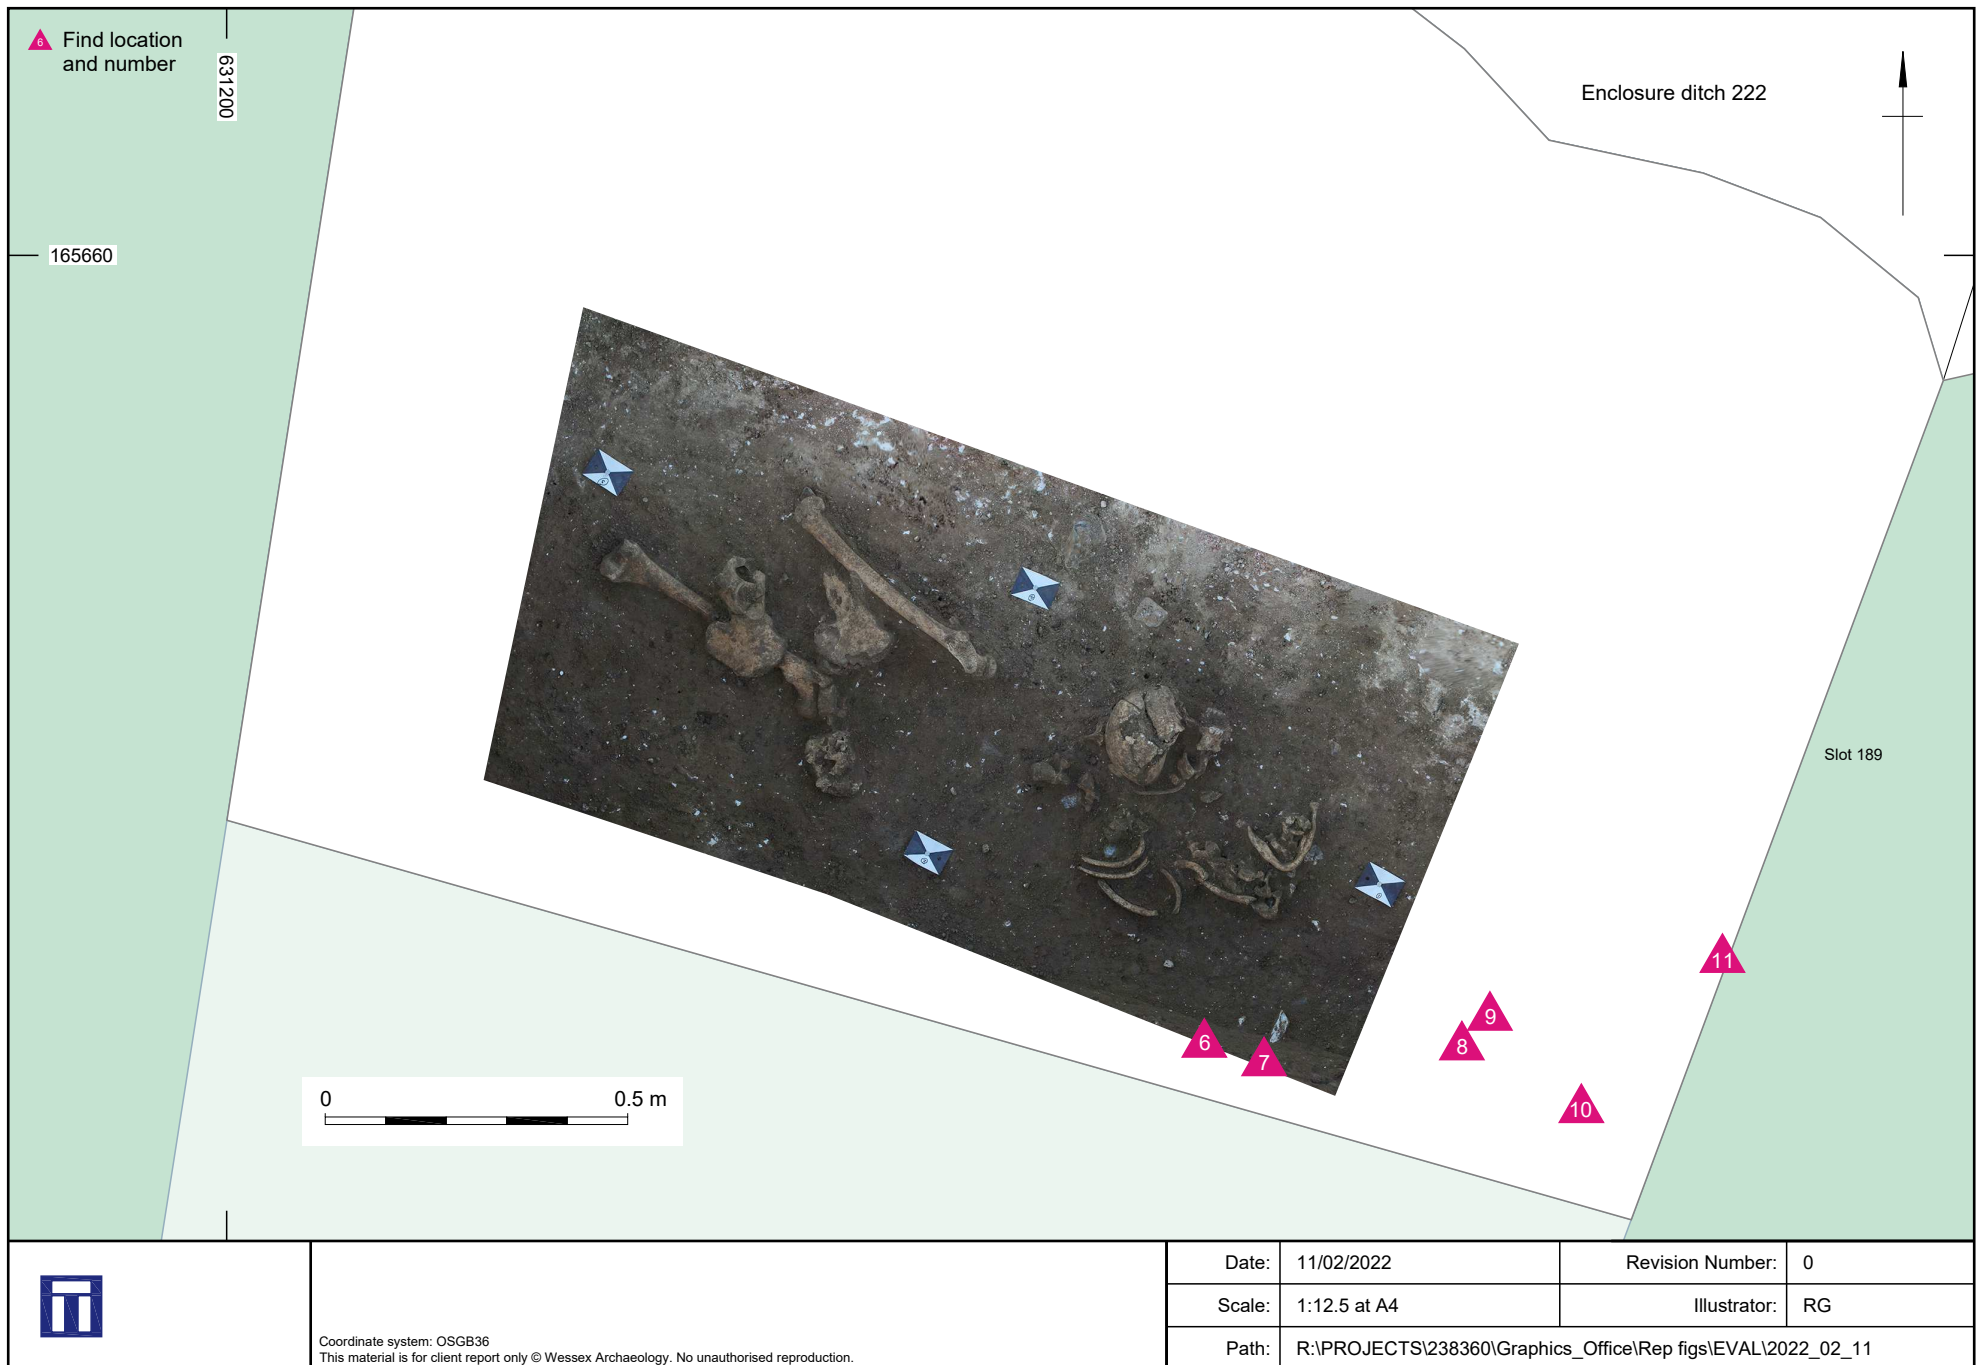 6
Find location
and number
631200
Enclosure ditch 222
165660
Slot 189
11
9
6
8
7
10
0
0.5 m
Date:
11/02/2022
Revision Number:
0
Scale:
1:12.5 at A4
Illustrator:
RG
Coordinate system: OSGB36
This material is for client report only © Wessex Archaeology. No unauthorised reproduction.
Path:
R:\PROJECTS\238360\Graphics_Office\Rep figs\EVAL\2022_02_11